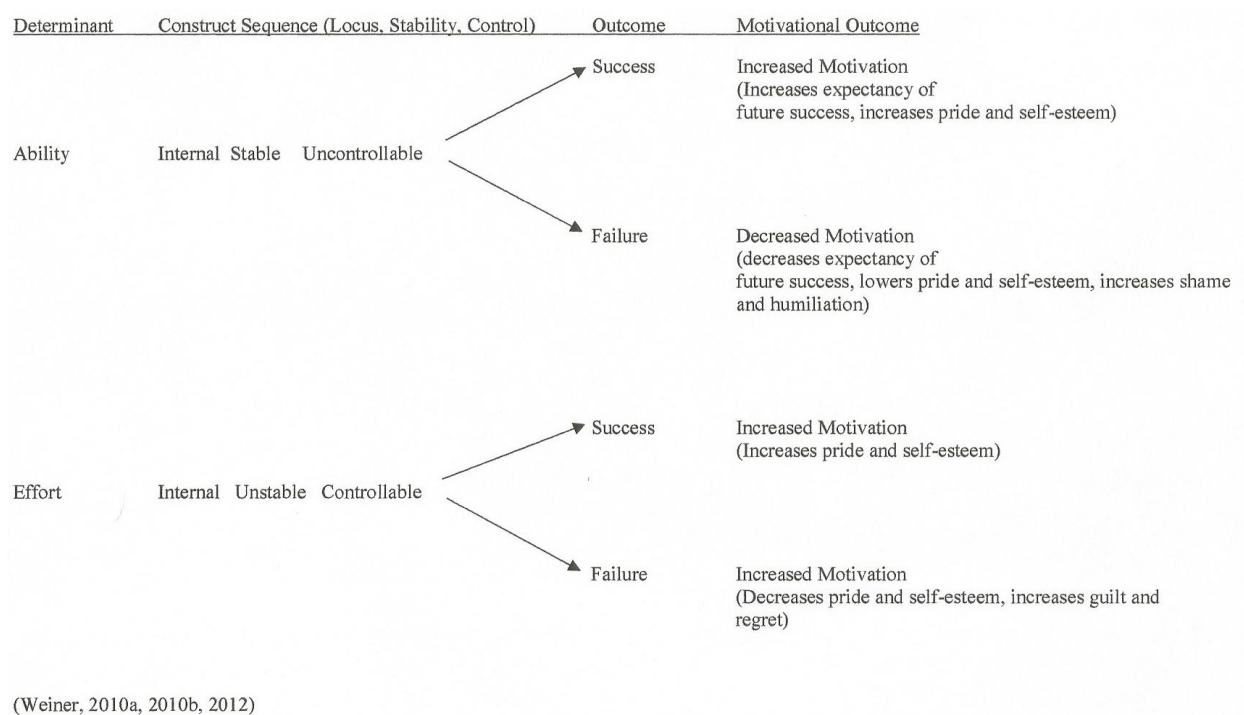 Determinant Construct Sequence (Locus, Stability, Control) Outcome Motivational Outcome
Success Increased Motivation
(Increases expectancy of
future success, increases pride and self-esteem)
Ability Internal Stable Uncontrollable
Failure Decreased Motivation
(decreases expectancy of
future success, lowers pride and self-esteem, increases shame
and humiliation)
Success Increased Motivation
(Increases pride and self-esteem)
Effort Internal Unstable Controllable
Failure Increased Motivation
(Decreases pride and self-esteem, increases guilt and
regret)
(Weiner, 2010a, 2010b, 2012)